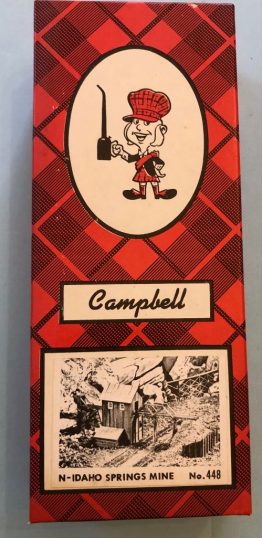 Campbell
N-IDAHO SPRINGS MINE No. 448